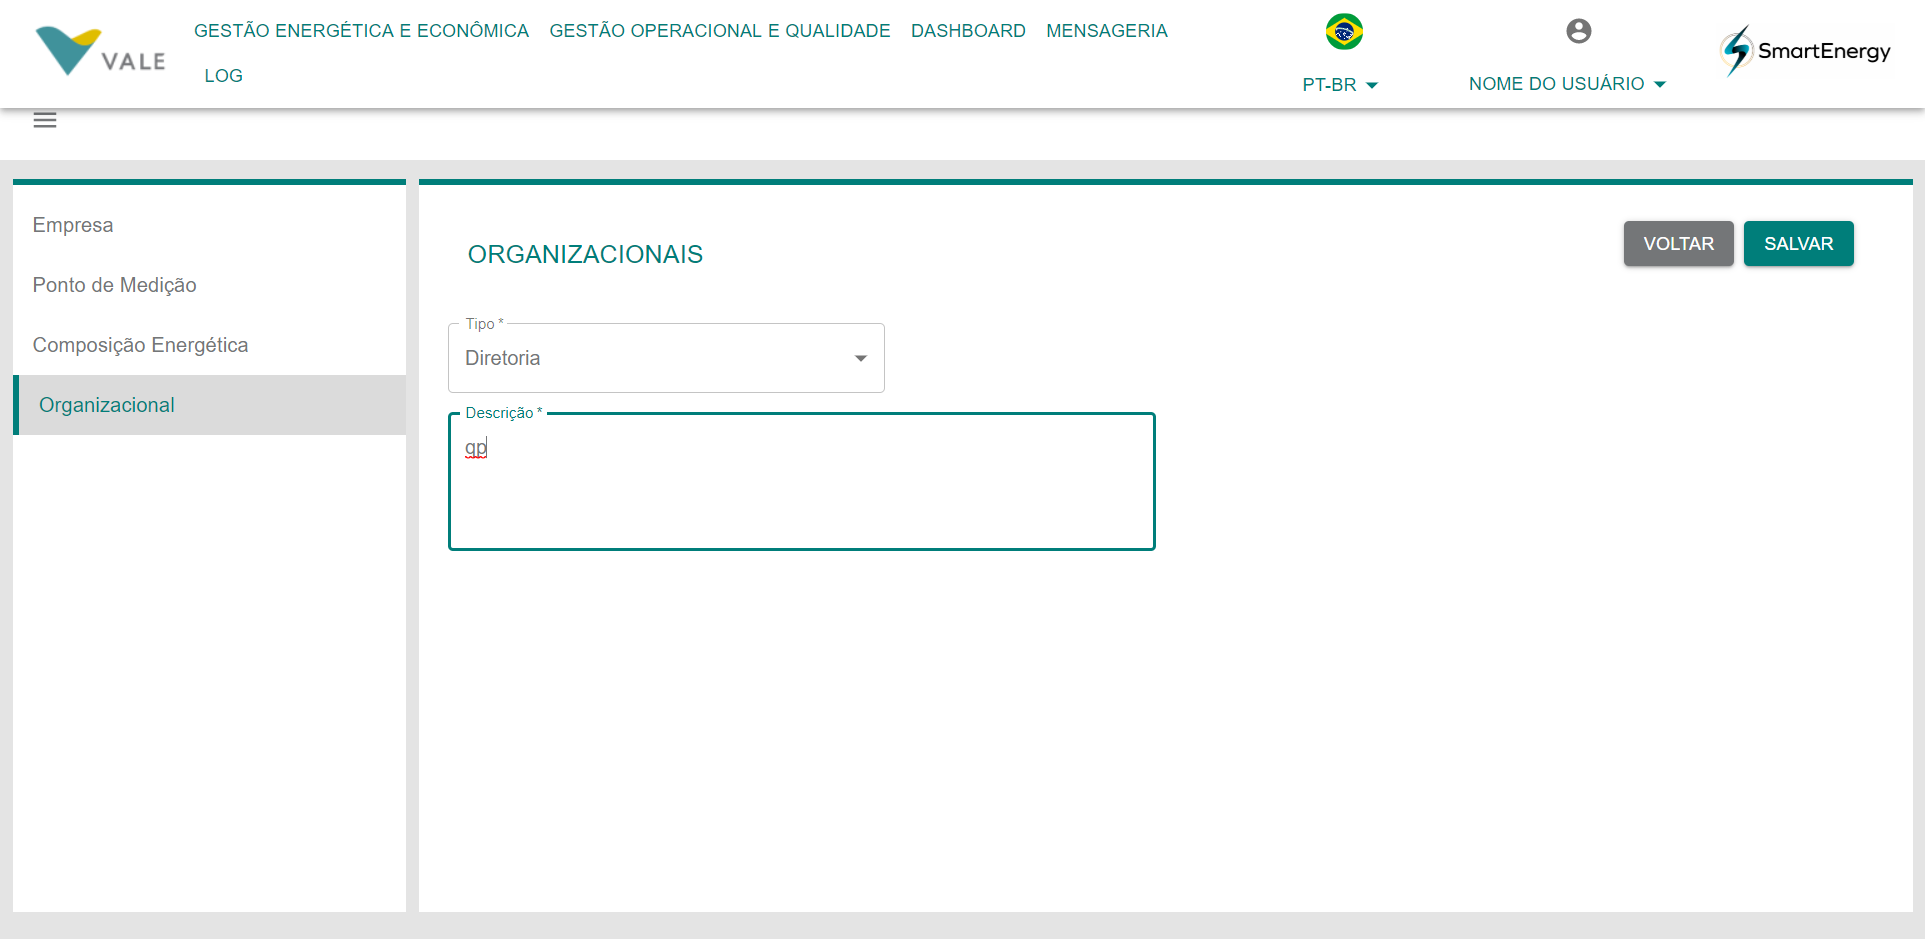 VALE
GESTÃO ENERGÉTICA E ECONÔMICA GESTÃO OPERACIONAL E QUALIDADE DASHBOARD MENSAGERIA
LOG
PT-BR
NOME DO USUÁRIO
SmartEnergy
Empresa
Ponto de Medição
Composição Energética
Organizacional
ORGANIZACIONAIS
VOLTAR
SALVAR
Tipo *
Diretoria
Descrição *
qp